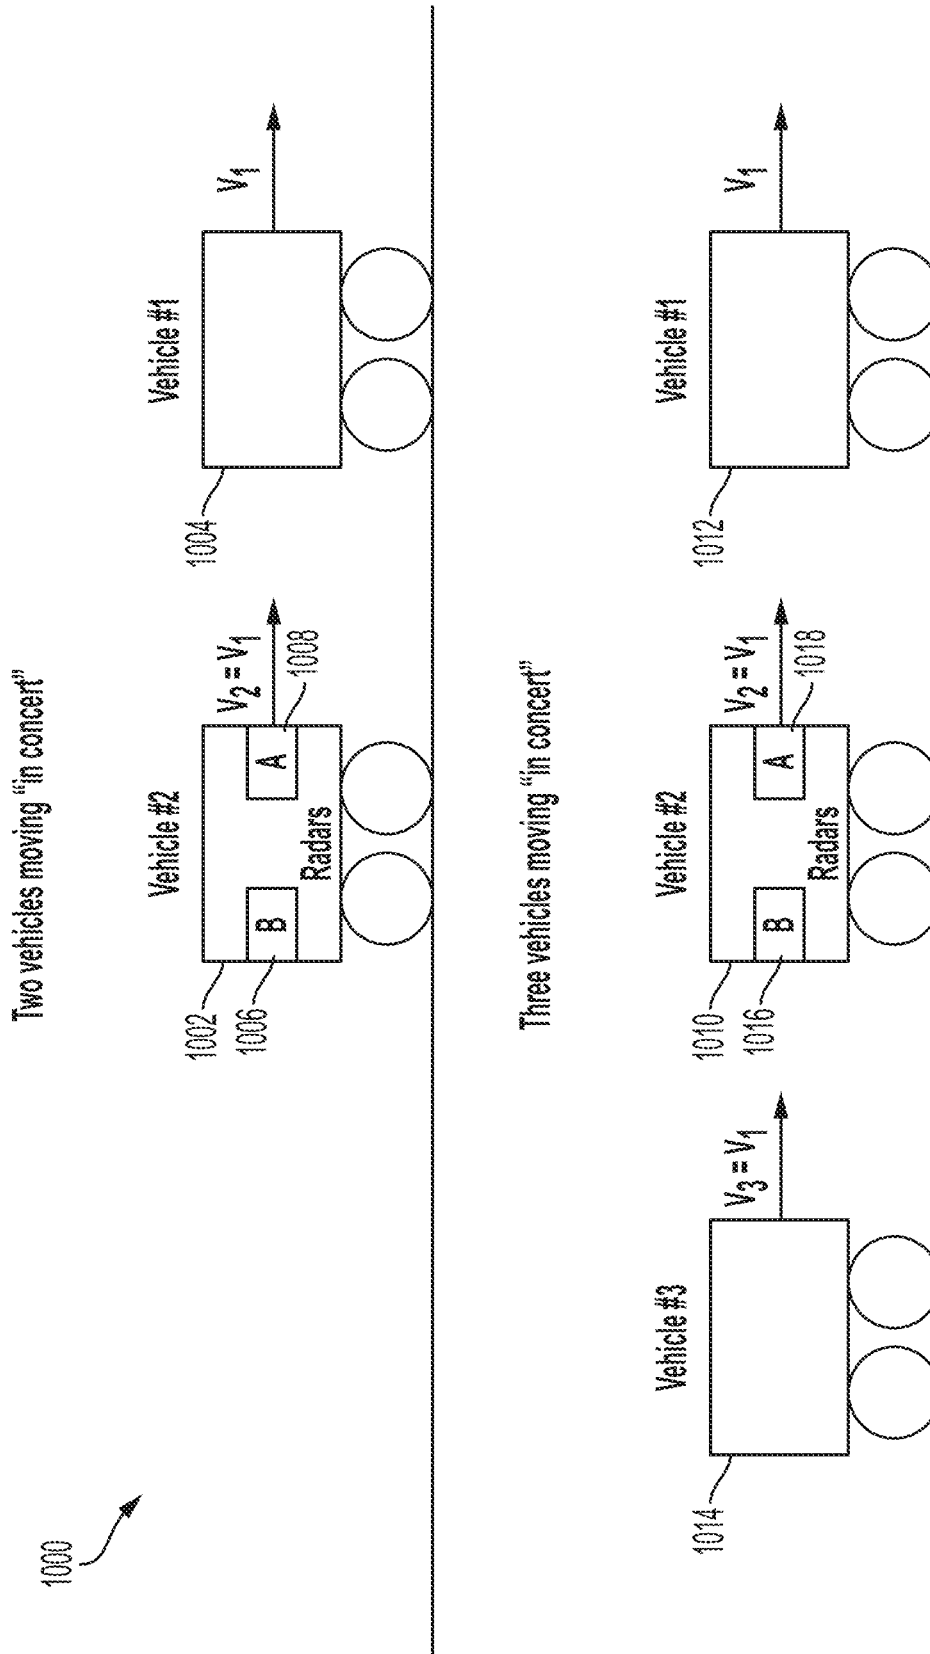 Two vehicles moving “in concert”
1000
Vehicle #2
Vehicle #1
1002
1004
V2 = V1
V1
1006
B
A
1008
Radars
Three vehicles moving “in concert”
Vehicle #3
Vehicle #2
Vehicle #1
1014
1010
1012
V3 = V1
V2 = V1
V1
1016
B
A
1018
Radars